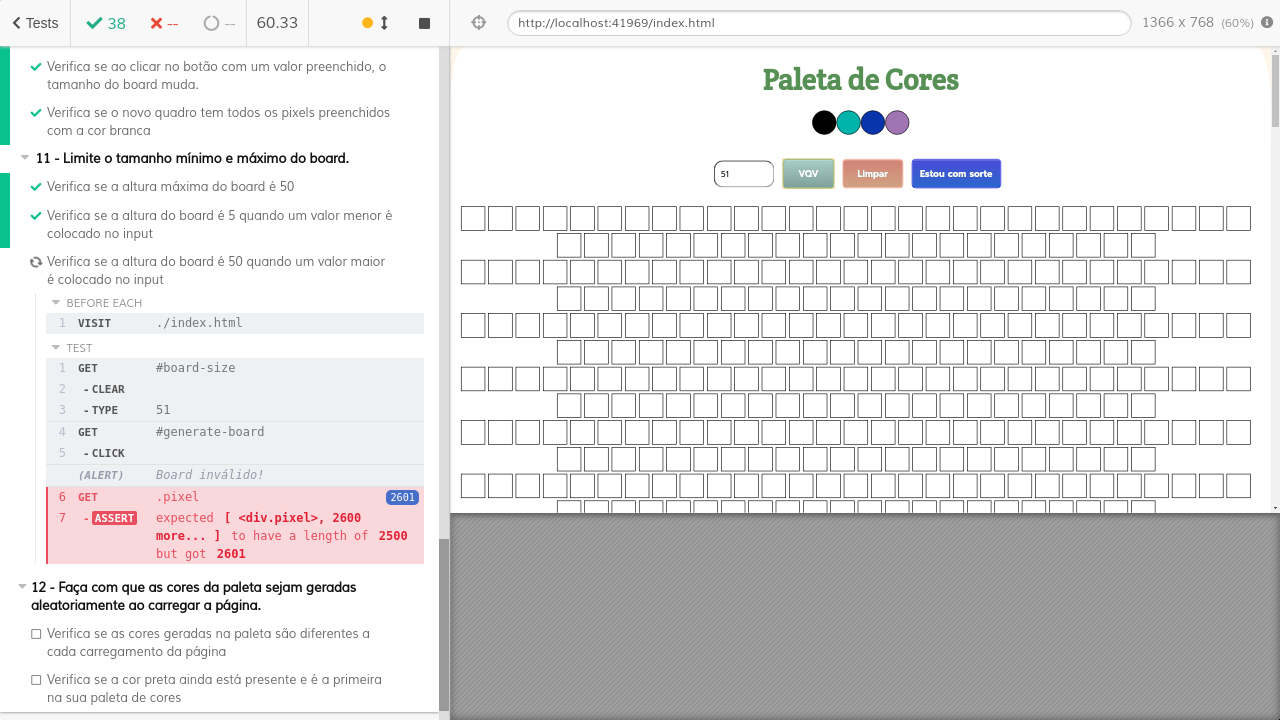 Tests
38
--
--
60.33
http://localhost:41969/index.html
1366 x 768 (60%)
Verifica se ao clicar no botão com um valor preenchido, o
tamanho do board muda.
Verifica se o novo quadro tem todos os pixels preenchidos
com a cor branca
11 - Limite o tamanho mínimo e máximo do board.
Verifica se a altura máxima do board é 50
Verifica se a altura do board é 5 quando um valor menor é
colocado no input
Verifica se a altura do board é 50 quando um valor maior
é colocado no input
BEFORE EACH
1 VISIT ./index.html
TEST
1 GET #board-size
2 - CLEAR
3 - TYPE 51
4 GET #generate-board
5 - CLICK
(ALERT) Board inválido!
6 GET .pixel 2601
7 - ASSERT expected [ <div.pixel>, 2600
more... ] to have a length of 2500
but got 2601
12 - Faça com que as cores da paleta sejam geradas
aleatoriamente ao carregar a página.
Verifica se as cores geradas na paleta são diferentes a
cada carregamento da página
Verifica se a cor preta ainda está presente e é a primeira
na sua paleta de cores
Paleta de Cores
51
VQV
Limpar
Estou com sorte